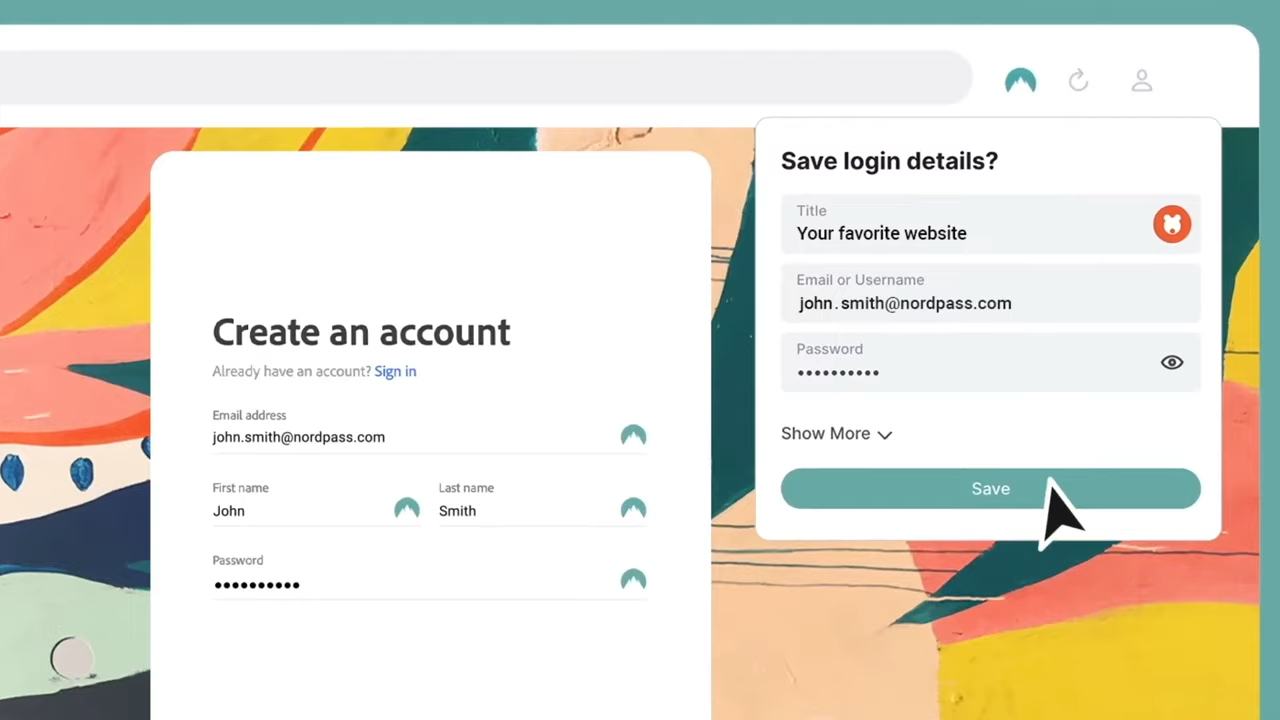 Create an account
Already have an account? Sign in
Email address
john.smith@nordpass.com
First name
John
Last name
Smith
Password
••••••••••
Save login details?
Title
Your favorite website
Email or Username
john.smith@nordpass.com
Password
••••••••••
Show More
Save